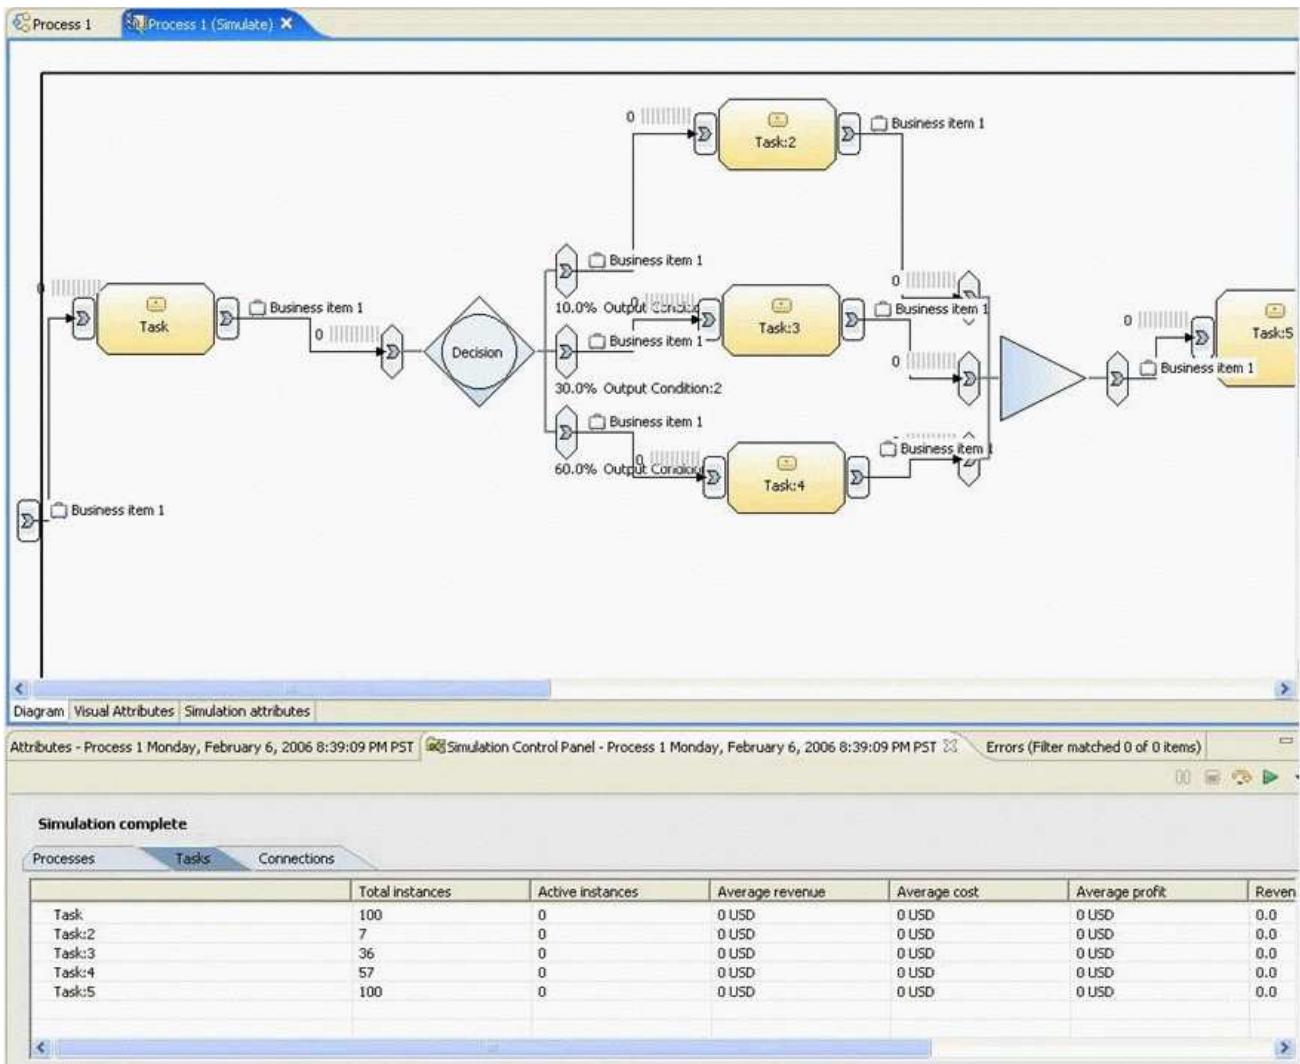 Process 1
Process 1 (Simulate)
0
Task:2
Business item 1
Business item 1
10.0% Output
0
0
Task
Business item 1
0
Decision
Business item 1
30.0% Output Condition:2
0
Task:3
Business item 1
0
0
Task:5
Business item 1
Business item 1
60.0% Output
0
Task:4
Business item 1
Business item 1
Diagram
Visual Attributes
Simulation attributes
Attributes - Process 1 Monday, February 6, 2006 8:39:09 PM PST
Simulation Control Panel - Process 1 Monday, February 6, 2006 8:39:09 PM PST
Errors (Filter matched 0 of 0 items)
Simulation complete
Processes
Tasks
Connections
Total instances Active instances Average revenue Average cost Average profit Reven
Task 100 0 0 USD 0 USD 0 USD 0.0
Task:2 7 0 0 USD 0 USD 0 USD 0.0
Task:3 36 0 0 USD 0 USD 0 USD 0.0
Task:4 57 0 0 USD 0 USD 0 USD 0.0
Task:5 100 0 0 USD 0 USD 0 USD 0.0